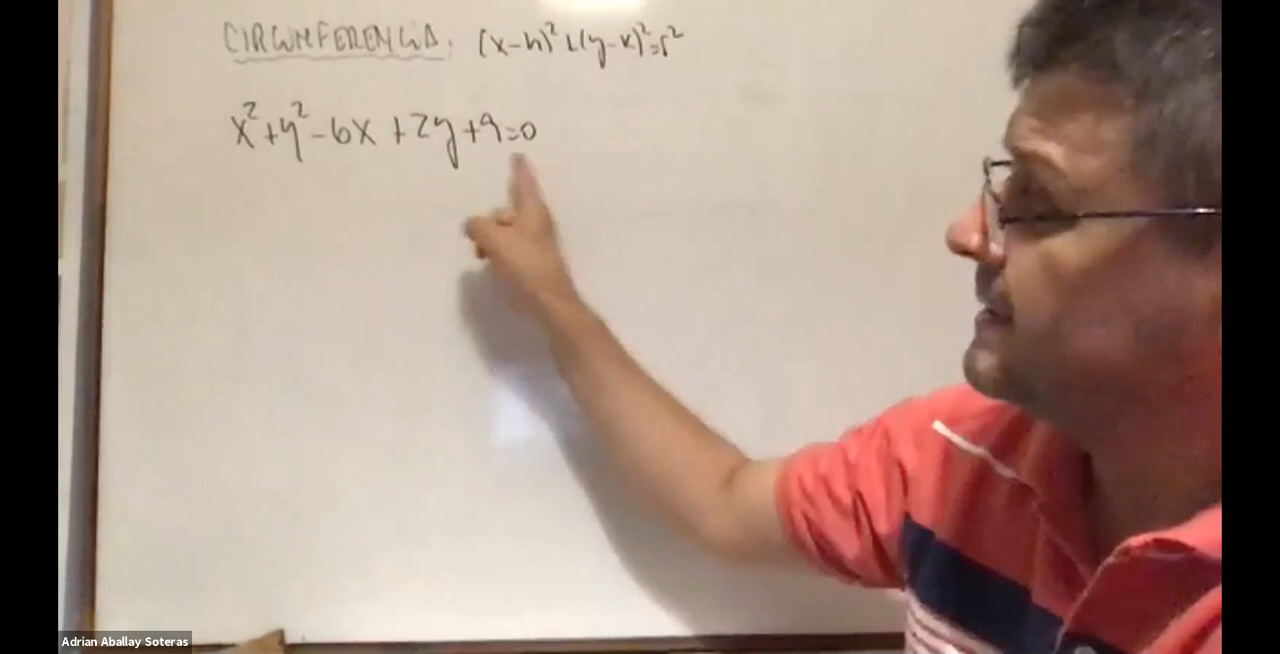 CIRCUNFERENCIA. (x-h)²+(y-k)²=r²
x²+y²-6x+2y+9=0
Adrian Aballay Soteras